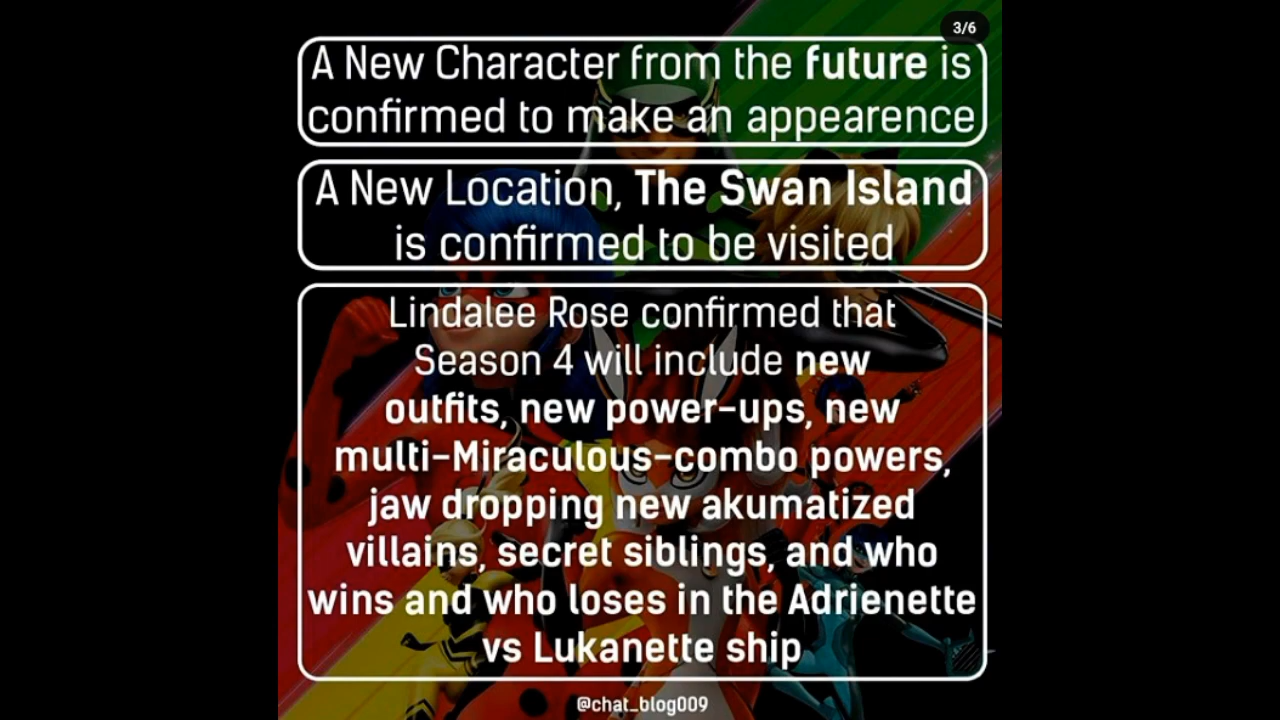 3/6
A New Character from the future is
confirmed to make an appearence
A New Location, The Swan Island
is confirmed to be visited
Lindalee Rose confirmed that
Season 4 will include new
outfits, new power-ups, new
multi-Miraculous-combo powers,
jaw dropping new akumatized
villains, secret siblings, and who
wins and who loses in the Adrienette
vs Lukanette ship
@chat_blog009